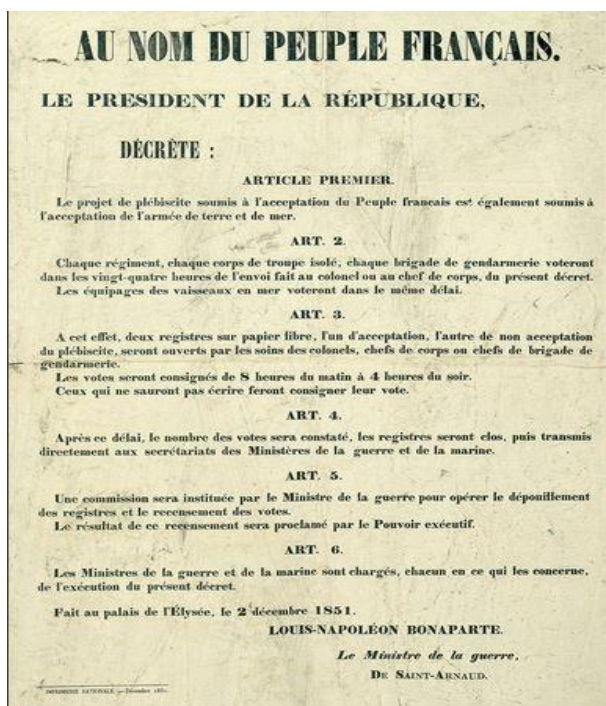 AU NOM DU PEUPLE FRANÇAIS.
LE PRESIDENT DE LA RÉPUBLIQUE,
DÉCRÈTE :
ARTICLE PREMIER.
Le projet de plébiscite soumis à l'acceptation du Peuple francais est également soumis à
l'acceptation de l'armée de terre et de mer.
ART. 2.
Chaque régiment, chaque corps de troupe isolé, chaque brigade de gendarmerie voteront
dans les vingt-quatre heures de l'envoi fait au colonel ou au chef de corps, du présent décret.
Les équipages des vaisseaux en mer voteront dans le même délai.
ART. 3.
A cet effet, deux registres sur papier libre, l'un d'acceptation, l'autre de non acceptation
du plébiscite, seront ouverts par les soins des colonels, chefs de corps ou chefs de brigade de
gendarmerie.
Les votes seront consignés de 8 heures du matin à 4 heures du soir.
Ceux qui ne sauront pas écrire feront consigner leur vote.
ART. 4.
Après ce délai, le nombre des votes sera constaté, les registres seront clos, puis transmis
directement aux secrétariats des Ministères de la guerre et de la marine.
ART. 5.
Une commission sera instituée par le Ministre de la guerre pour opérer le dépouillement
des registres et le recensement des votes.
Le résultat de ce recensement sera proclamé par le Pouvoir exécutif.
ART. 6.
Les Ministres de la guerre et de la marine sont chargés, chacun en ce qui les concerne,
de l'exécution du présent décret.
Fait au palais de l'Élysée, le 2 décembre 1851.
LOUIS-NAPOLÉON BONAPARTE.
Le Ministre de la guerre,
DE SAINT-ARNAUD.
IMPRIMERIE NATIONALE. — Décembre 1851.